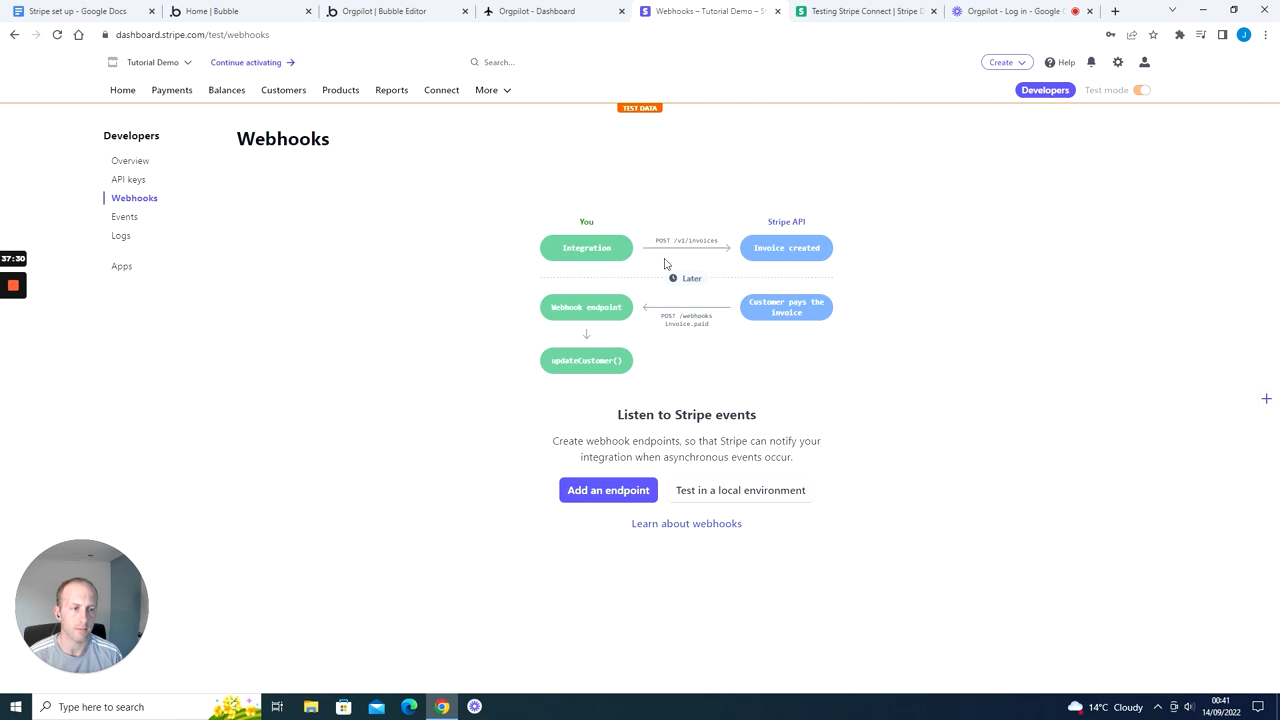 Stripe set up - Google Docs
Home | Bubble
Orgpilot | Bubble Editor
Orgpilot - Dashboard
Webhooks – Tutorial Demo – S
Testing Stripe Connect | Stripe D
Orgpilot - Log in - Google C
dashboard.stripe.com/test/webhooks
J
Tutorial Demo
Continue activating
Search...
Create
Help
Home
Payments
Balances
Customers
Products
Reports
Connect
More
Developers
Test mode
TEST DATA
Developers
Overview
API keys
Webhooks
Events
Logs
Apps
37:30
Webhooks
You
Stripe API
Integration
POST /v1/invoices
Invoice created
Later
Webhook endpoint
POST /webhooks
invoice.paid
Customer pays the
invoice
updateCustomer()
Listen to Stripe events
Create webhook endpoints, so that Stripe can notify your
integration when asynchronous events occur.
Add an endpoint
Test in a local environment
Learn about webhooks
Type here to search
14°C Cloudy
00:41
14/09/2022